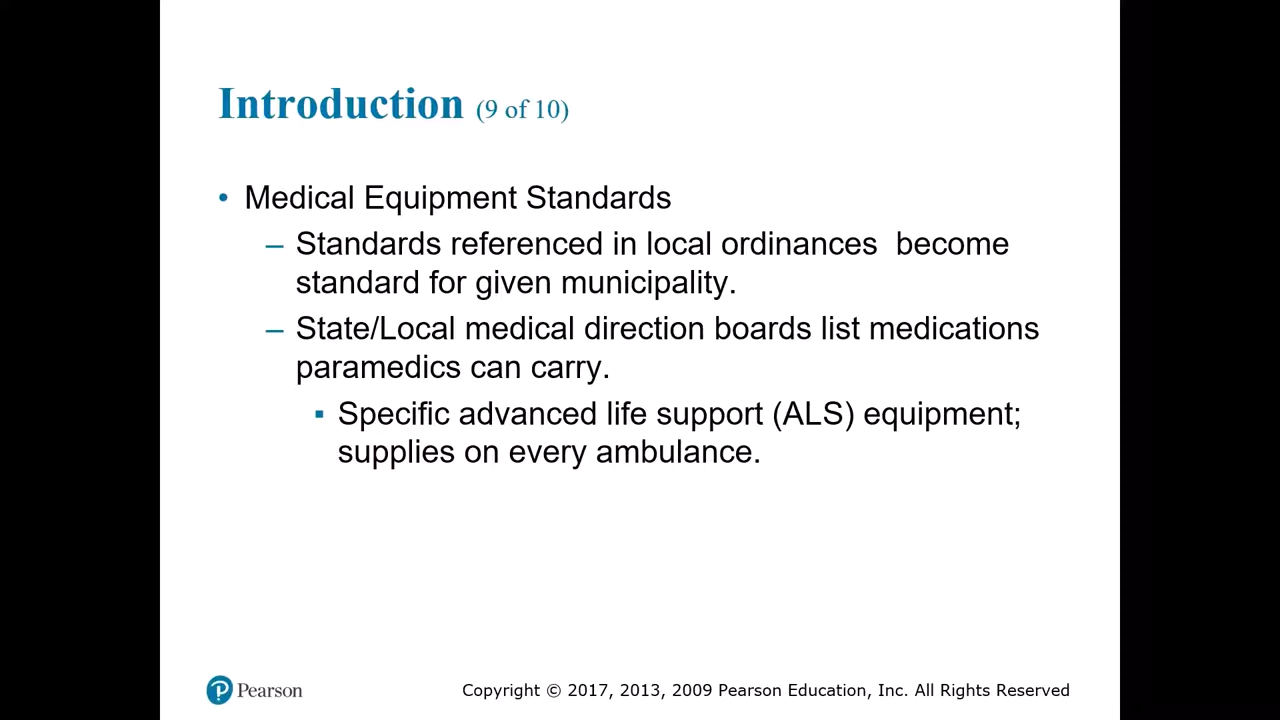 Introduction (9 of 10)
• Medical Equipment Standards
– Standards referenced in local ordinances  become
standard for given municipality.
– State/Local medical direction boards list medications
paramedics can carry.
▪ Specific advanced life support (ALS) equipment;
supplies on every ambulance.
Pearson
Copyright © 2017, 2013, 2009 Pearson Education, Inc. All Rights Reserved